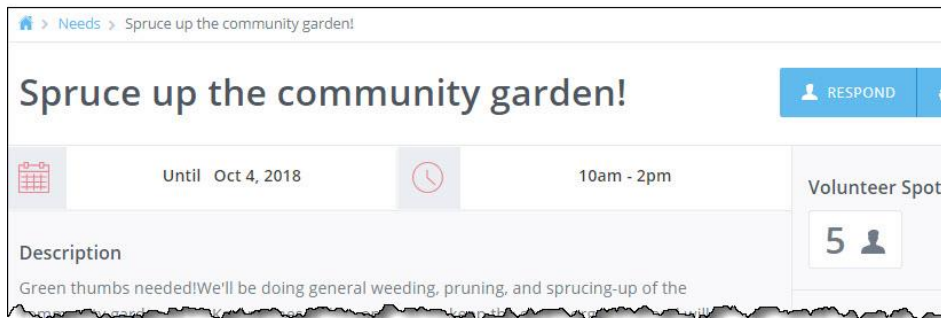 Needs > Spruce up the community garden!
Spruce up the community garden!
RESPOND
Until Oct 4, 2018
10am - 2pm
Volunteer Spot
5
Description
Green thumbs needed!We'll be doing general weeding, pruning, and sprucing-up of the